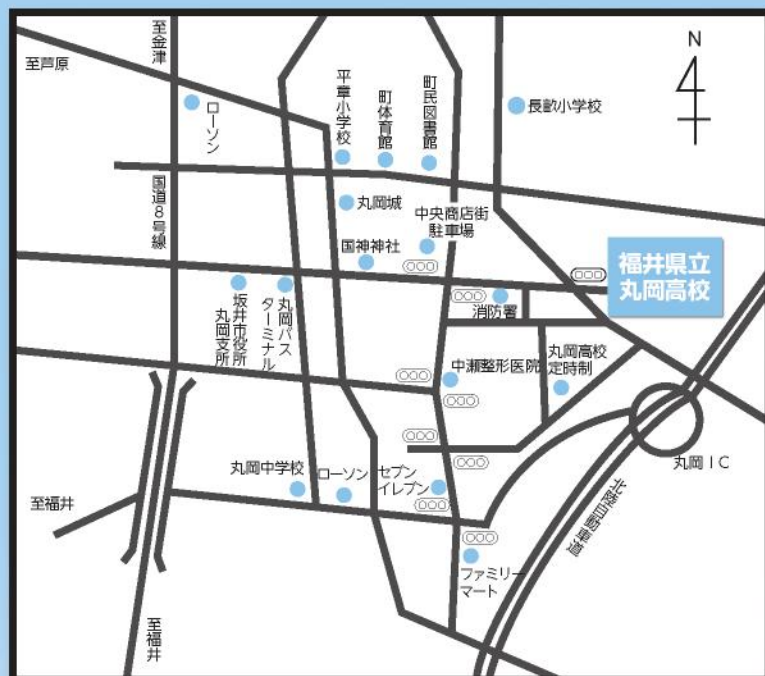 至金津
N
至芦原
平章小学校
町体育館
町民図書館
長畝小学校
ローソン
丸岡城
中央商店街
駐車場
国道8号線
国神神社
福井県立
丸岡高校
坂井市役所
丸岡支所
丸岡バス
ターミナル
消防署
中瀬整形医院
丸岡高校
定時制
丸岡中学校
ローソン
セブン
イレブン
丸岡IC
至福井
北陸自動車道
ファミリー
マート
至福井